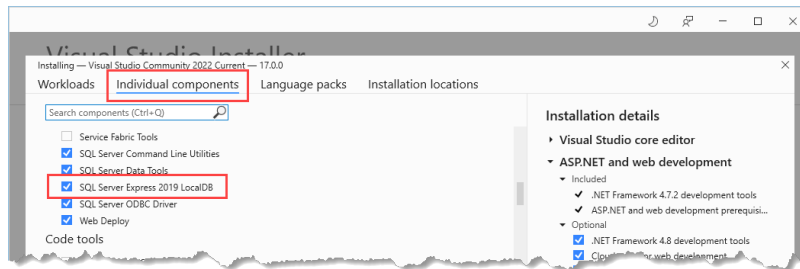 Visual Studio Installer
Installing — Visual Studio Community 2022 Current — 17.0.0
Workloads
Individual components
Language packs
Installation locations
Search components (Ctrl+Q)
Service Fabric Tools
SQL Server Command Line Utilities
SQL Server Data Tools
SQL Server Express 2019 LocalDB
SQL Server ODBC Driver
Web Deploy
Code tools
Installation details
Visual Studio core editor
ASP.NET and web development
Included
.NET Framework 4.7.2 development tools
ASP.NET and web development prerequisi...
Optional
.NET Framework 4.8 development tools
web development